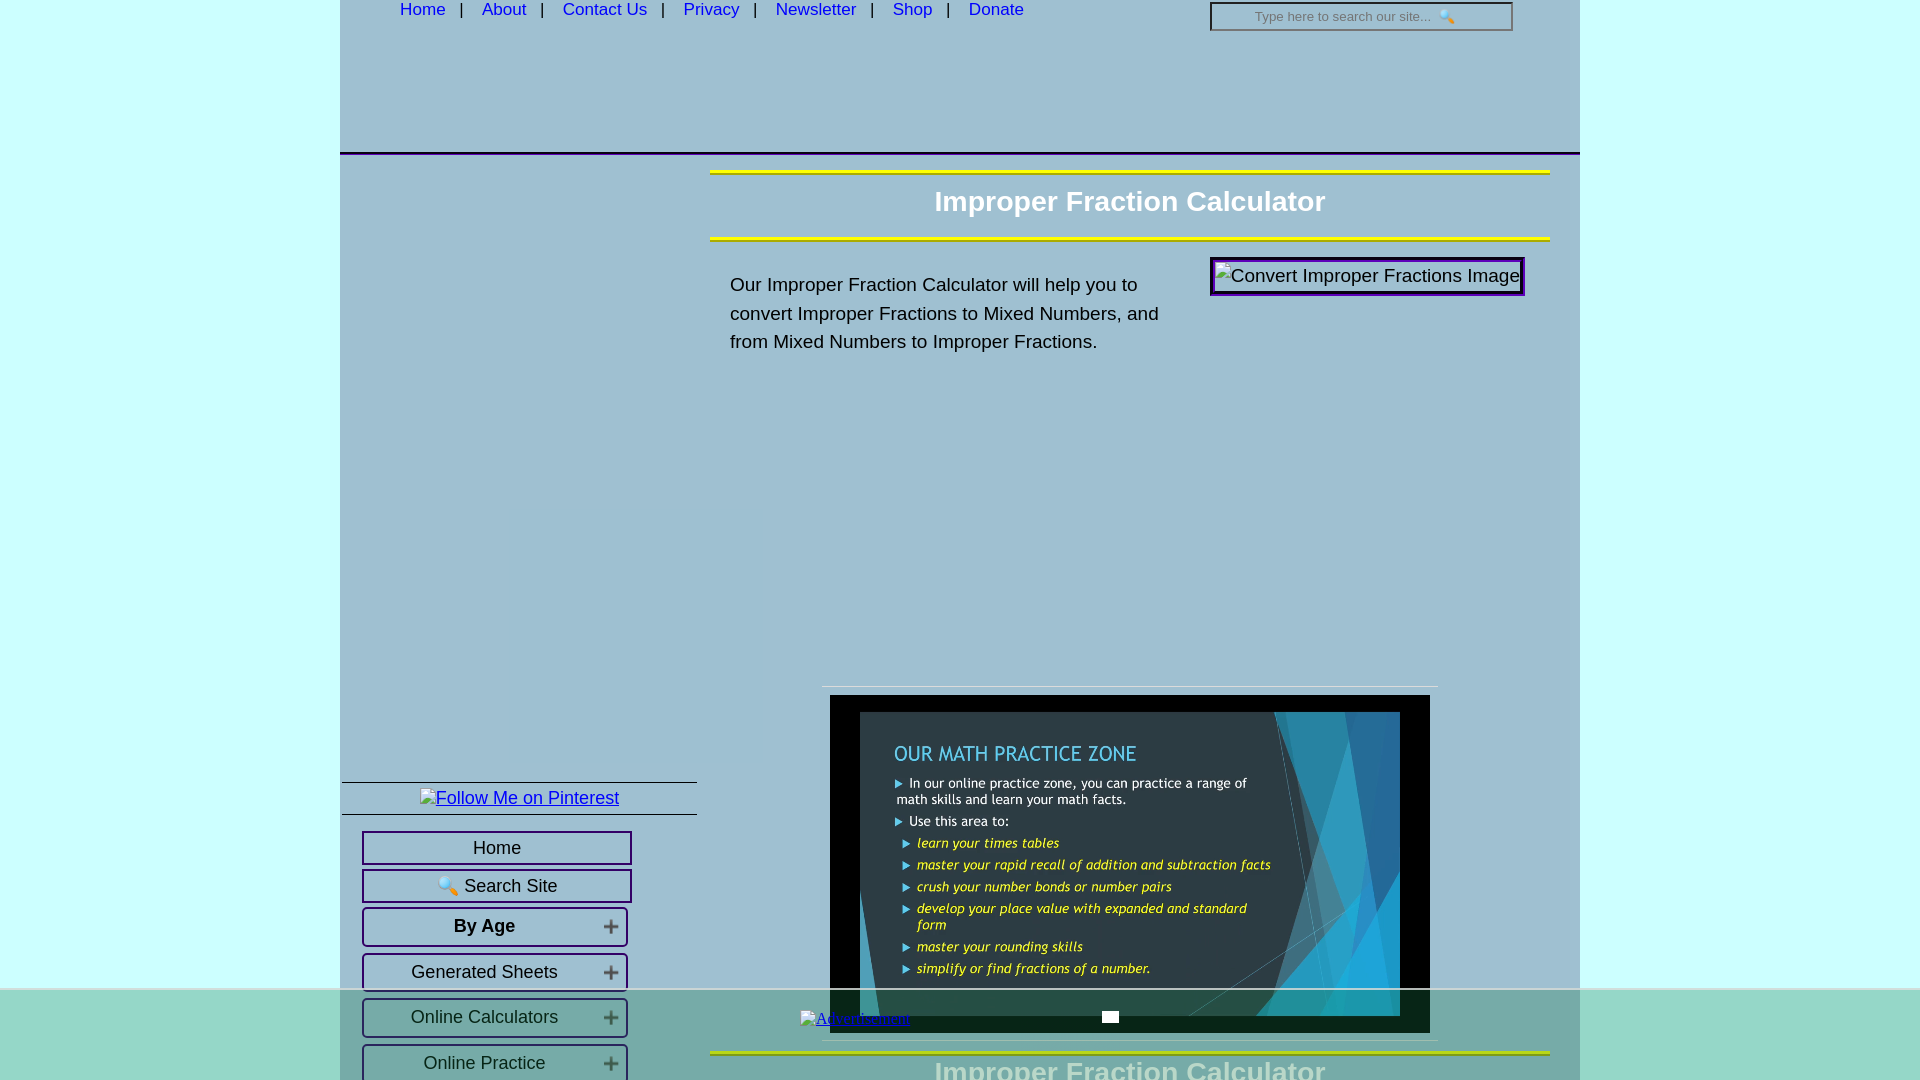 Home | About | Contact Us | Privacy | Newsletter | Shop | Donate
Type here to search our site... 🔍
Improper Fraction Calculator
Our Improper Fraction Calculator will help you to
convert Improper Fractions to Mixed Numbers, and
from Mixed Numbers to Improper Fractions.
Convert Improper Fractions Image
OUR MATH PRACTICE ZONE
In our online practice zone, you can practice a range of
math skills and learn your math facts.
Use this area to:
learn your times tables
master your rapid recall of addition and subtraction facts
crush your number bonds or number pairs
develop your place value with expanded and standard
form
master your rounding skills
simplify or find fractions of a number.
Follow Me on Pinterest
Home
🔍 Search Site
By Age
Generated Sheets
Online Calculators
Online Practice
Advertisement
Improper Fraction Calculator